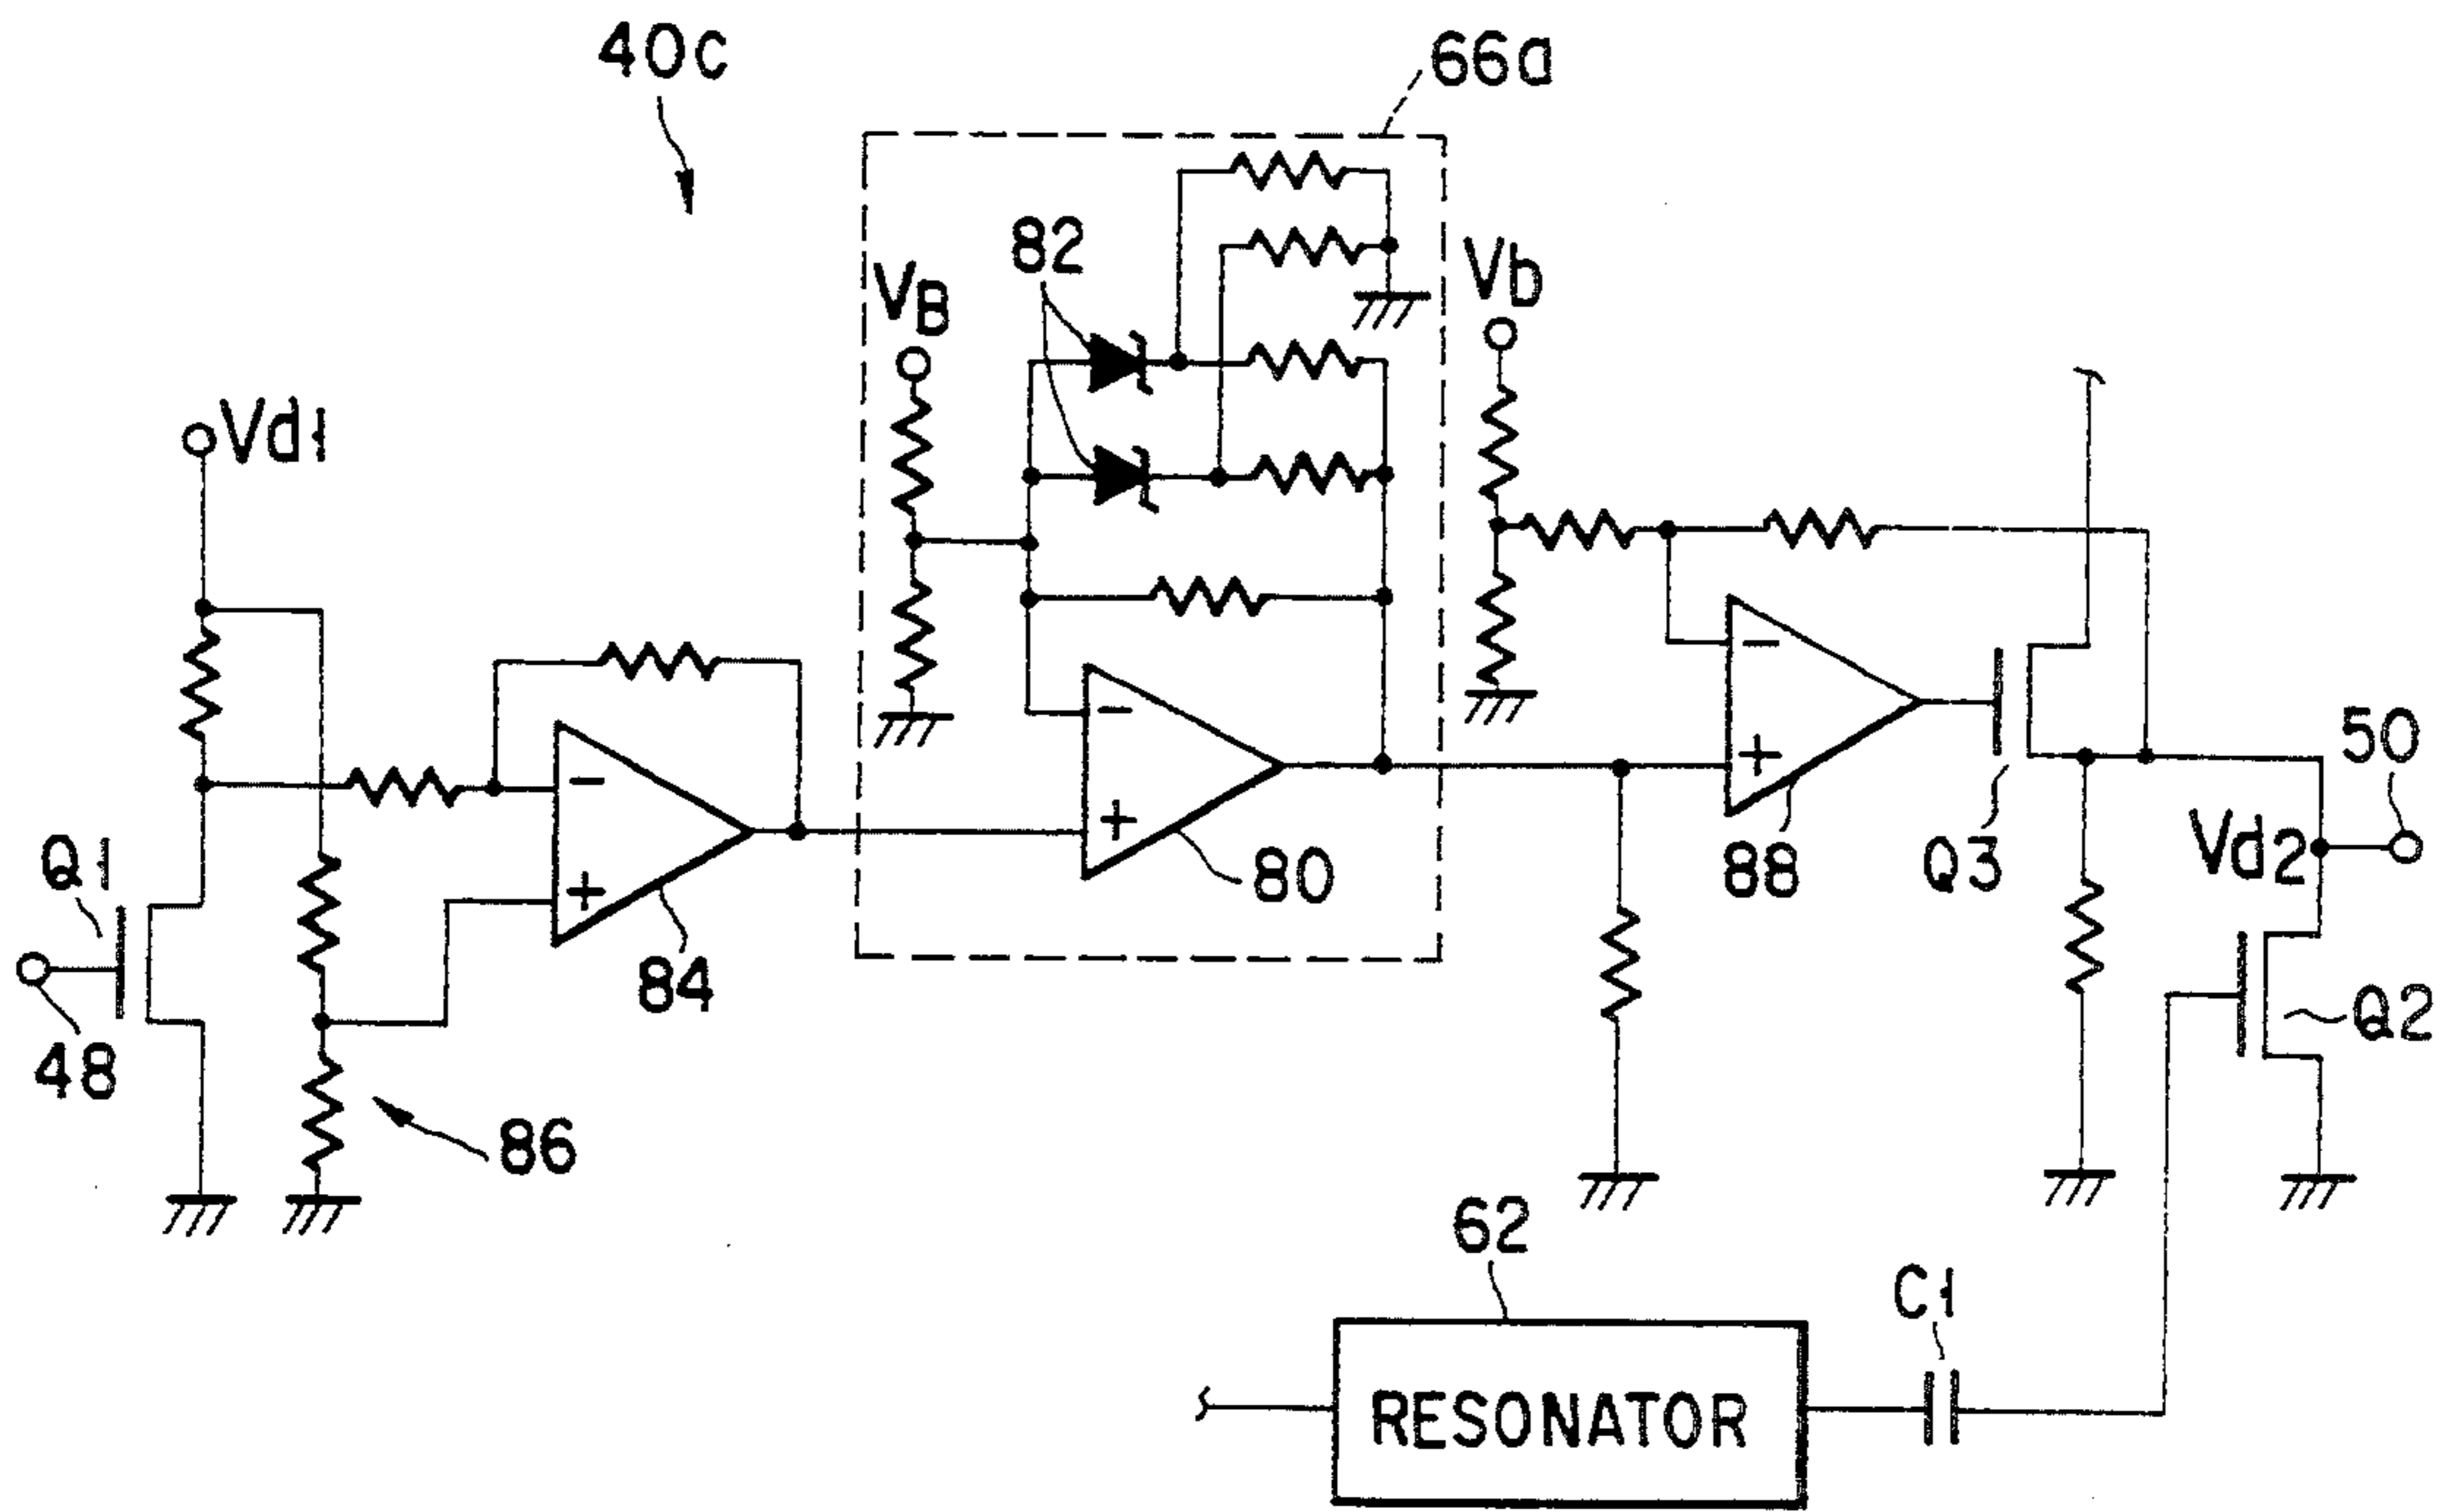 40c
66a
82
VB
Vb
Vd1
−
−
−
50
+
+
+
Q1
80
88
Q3
Vd2
84
48
Q2
86
62
C1
RESONATOR